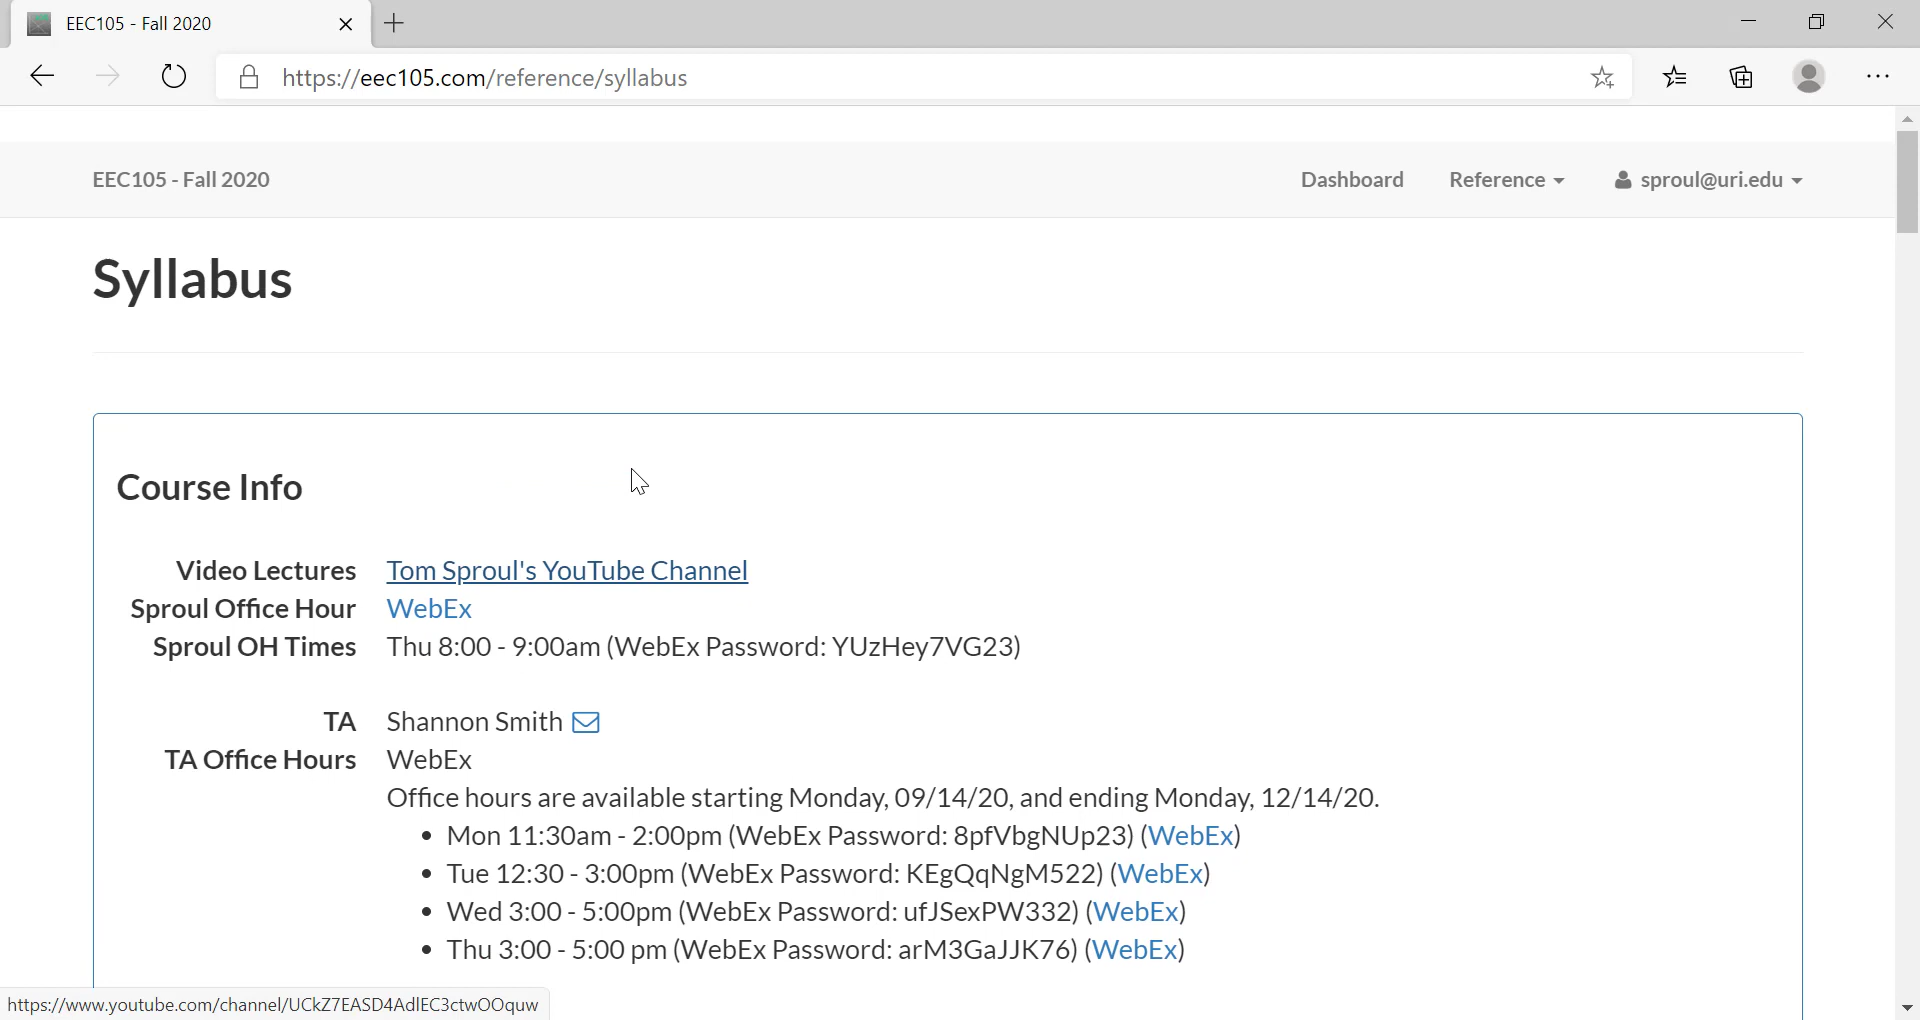 EEC105 - Fall 2020
https://eec105.com/reference/syllabus
EEC105 - Fall 2020 Dashboard Reference sproul@uri.edu
Syllabus
Course Info
Video Lectures Tom Sproul's YouTube Channel
Sproul Office Hour WebEx
Sproul OH Times Thu 8:00 - 9:00am (WebEx Password: YUzHey7VG23)
TA Shannon Smith
TA Office Hours WebEx
Office hours are available starting Monday, 09/14/20, and ending Monday, 12/14/20.
• Mon 11:30am - 2:00pm (WebEx Password: 8pfVbgNUp23) (WebEx)
• Tue 12:30 - 3:00pm (WebEx Password: KEgQqNgM522) (WebEx)
• Wed 3:00 - 5:00pm (WebEx Password: ufJSexPW332) (WebEx)
• Thu 3:00 - 5:00 pm (WebEx Password: arM3GaJJK76) (WebEx)
https://www.youtube.com/channel/UCkZ7EASD4AdlEC3ctwOOquw